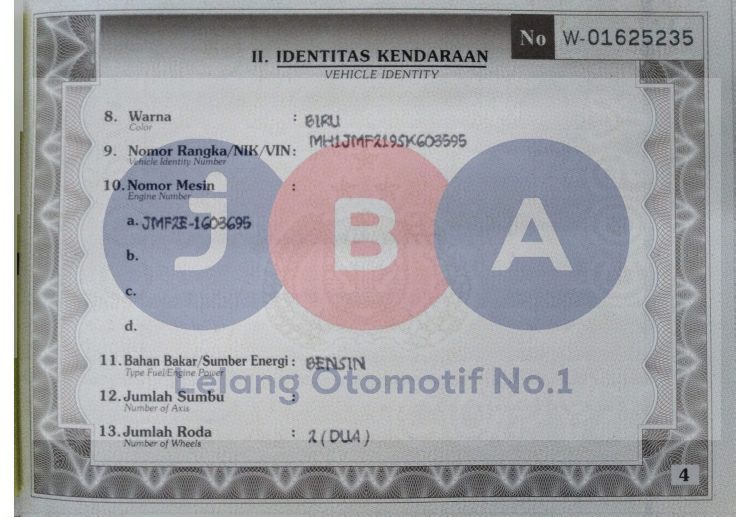 No W-01625235
II. IDENTITAS KENDARAAN
VEHICLE IDENTITY
8. Warna : BIRU
Color
9. Nomor Rangka/NIK/VIN : MH1JMF219SK603595
Vehicle Identity Number
10. Nomor Mesin :
Engine Number
a. JMF2E-1603695
b.
c.
d.
11. Bahan Bakar/Sumber Energi : BENSIN
Type Fuel/Engine Power
12. Jumlah Sumbu :
Number of Axis
13. Jumlah Roda : 2 (DUA)
Number of Wheels
4
JBA
Lelang Otomotif No.1